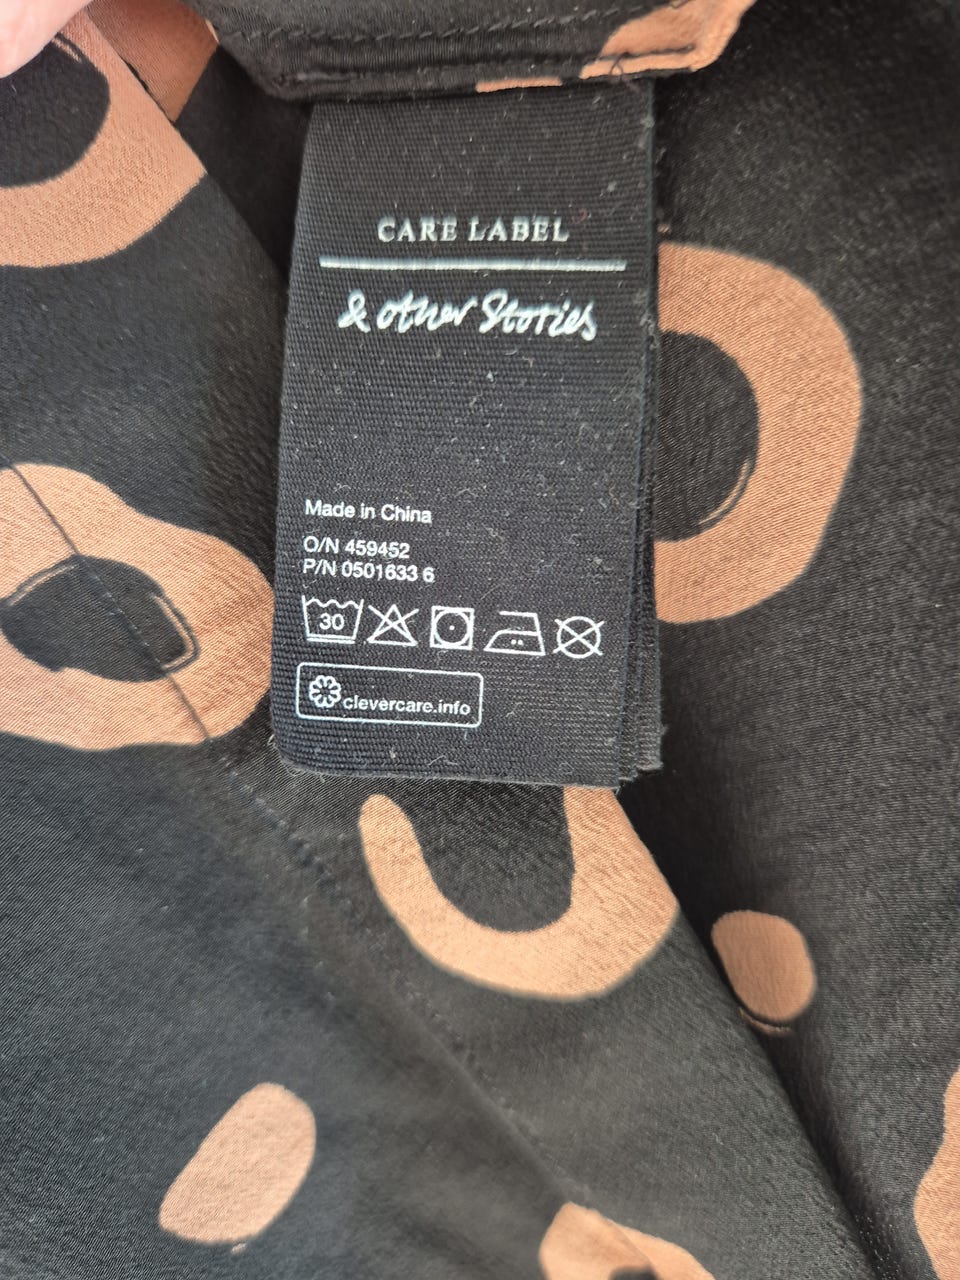 CARE LABEL
& other Stories
Made in China
O/N 459452
P/N 0501633 6
30
clevercare.info